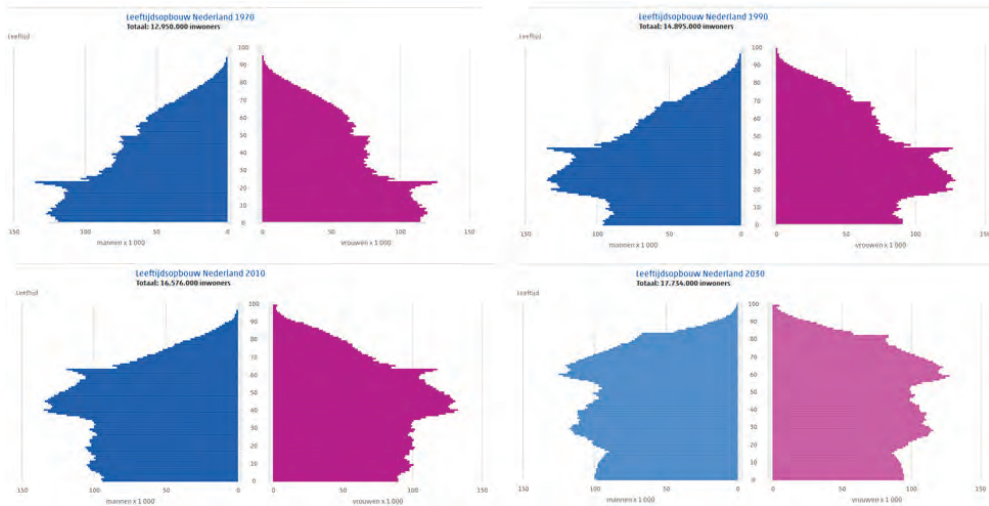 Leeftijdsopbouw Nederland 1970
Totaal: 12.950.000 inwoners
Leeftijd
100
90
80
70
60
50
40
30
20
10
0
150 100 50 0
0 50 100 150
mannen x 1 000
vrouwen x 1 000
Leeftijdsopbouw Nederland 1990
Totaal: 14.895.000 inwoners
Leeftijd
100
90
80
70
60
50
40
30
20
10
0
150 100 50 0
0 50 100 150
mannen x 1 000
vrouwen x 1 000
Leeftijdsopbouw Nederland 2010
Totaal: 16.576.000 inwoners
Leeftijd
100
90
80
70
60
50
40
30
20
10
0
150 100 50 0
0 50 100 150
mannen x 1 000
vrouwen x 1 000
Leeftijdsopbouw Nederland 2030
Totaal: 17.734.000 inwoners
Leeftijd
100
90
80
70
60
50
40
30
20
10
0
150 100 50 0
0 50 100 150
mannen x 1 000
vrouwen x 1 000